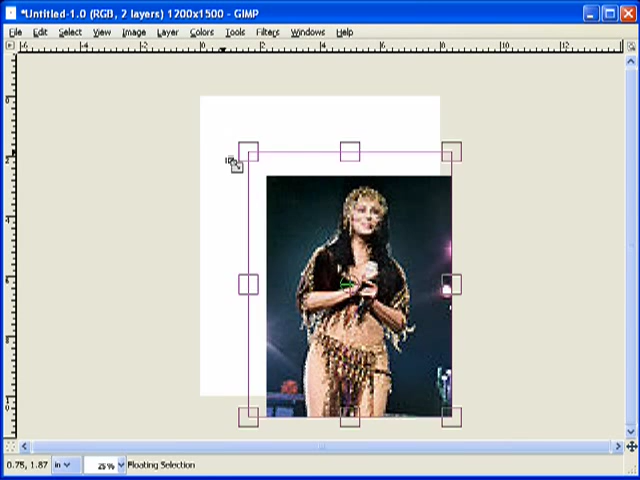 *Untitled-1.0 (RGB, 2 layers) 1200x1500 - GIMP
File Edit Select View Image Layer Colors Tools Filters Windows Help
0.75, 1.87 in 25% Floating Selection